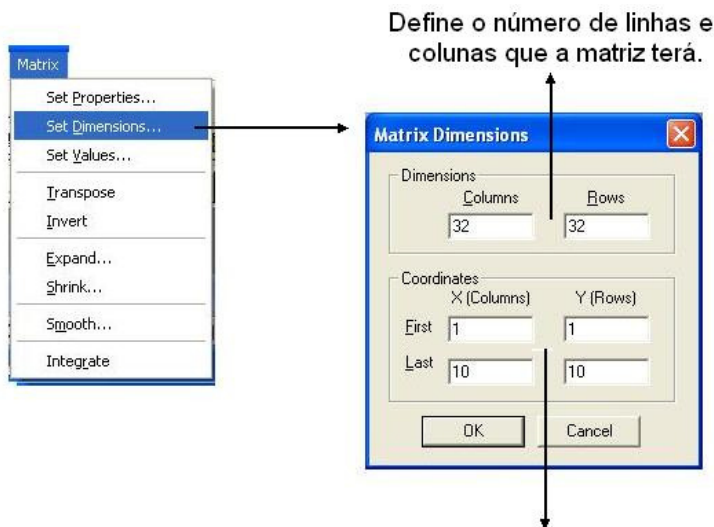 Define o número de linhas e
colunas que a matriz terá.
Matrix
Set Properties...
Set Dimensions...
Set Values...
Transpose
Invert
Expand...
Shrink...
Smooth...
Integrate
Matrix Dimensions
Dimensions
Columns Rows
32 32
Coordinates
X (Columns) Y (Rows)
First 1 1
Last 10 10
OK Cancel